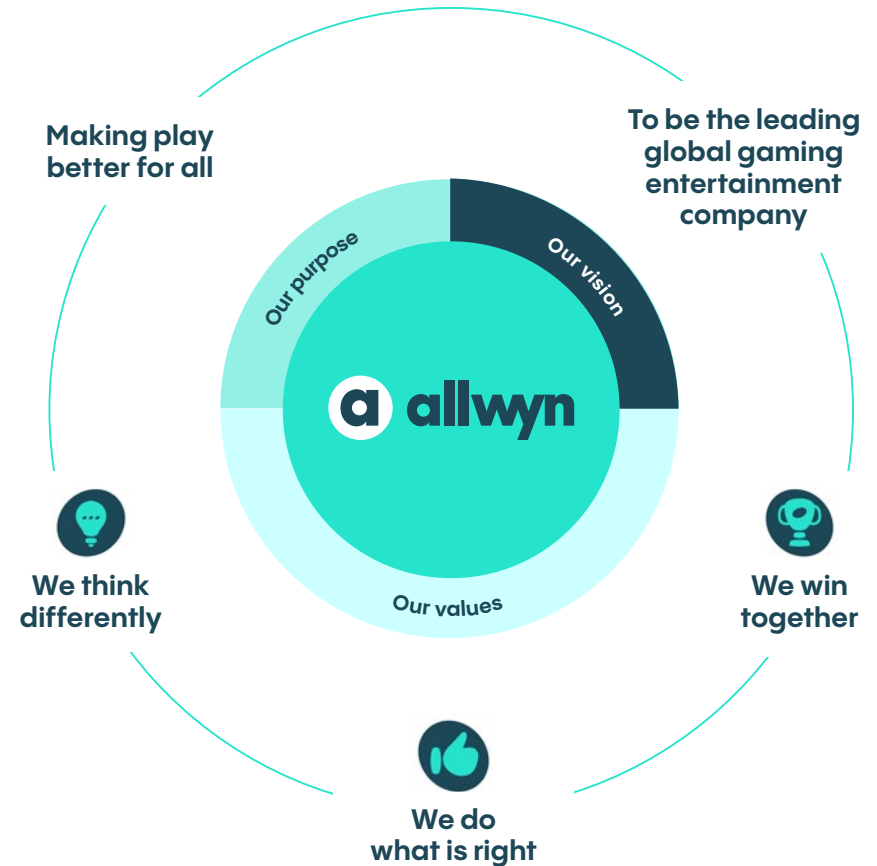 Making play
better for all
To be the leading
global gaming
entertainment
company
Our purpose
Our vision
a allwyn
Our values
We think
differently
We win
together
We do
what is right